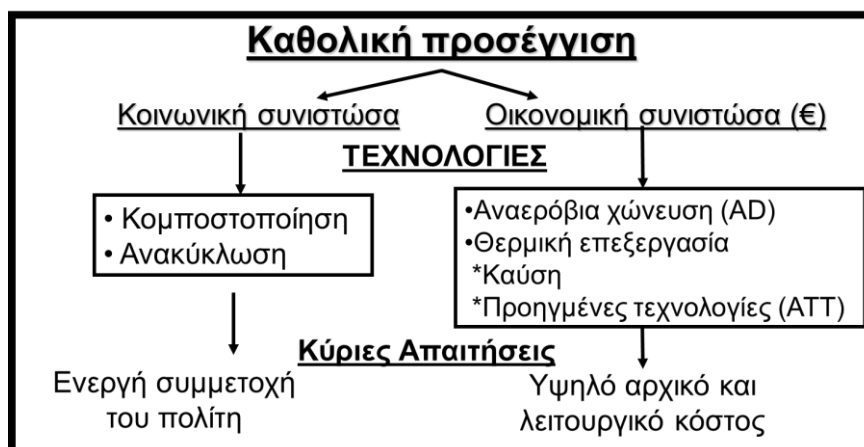 Καθολική προσέγγιση
Κοινωνική συνιστώσα
Οικονομική συνιστώσα (€)
ΤΕΧΝΟΛΟΓΙΕΣ
• Κομποστοποίηση
• Ανακύκλωση
•Αναερόβια χώνευση (AD)
•Θερμική επεξεργασία
*Καύση
*Προηγμένες τεχνολογίες (ATT)
Κύριες Απαιτήσεις
Ενεργή συμμετοχή
του πολίτη
Υψηλό αρχικό και
λειτουργικό κόστος